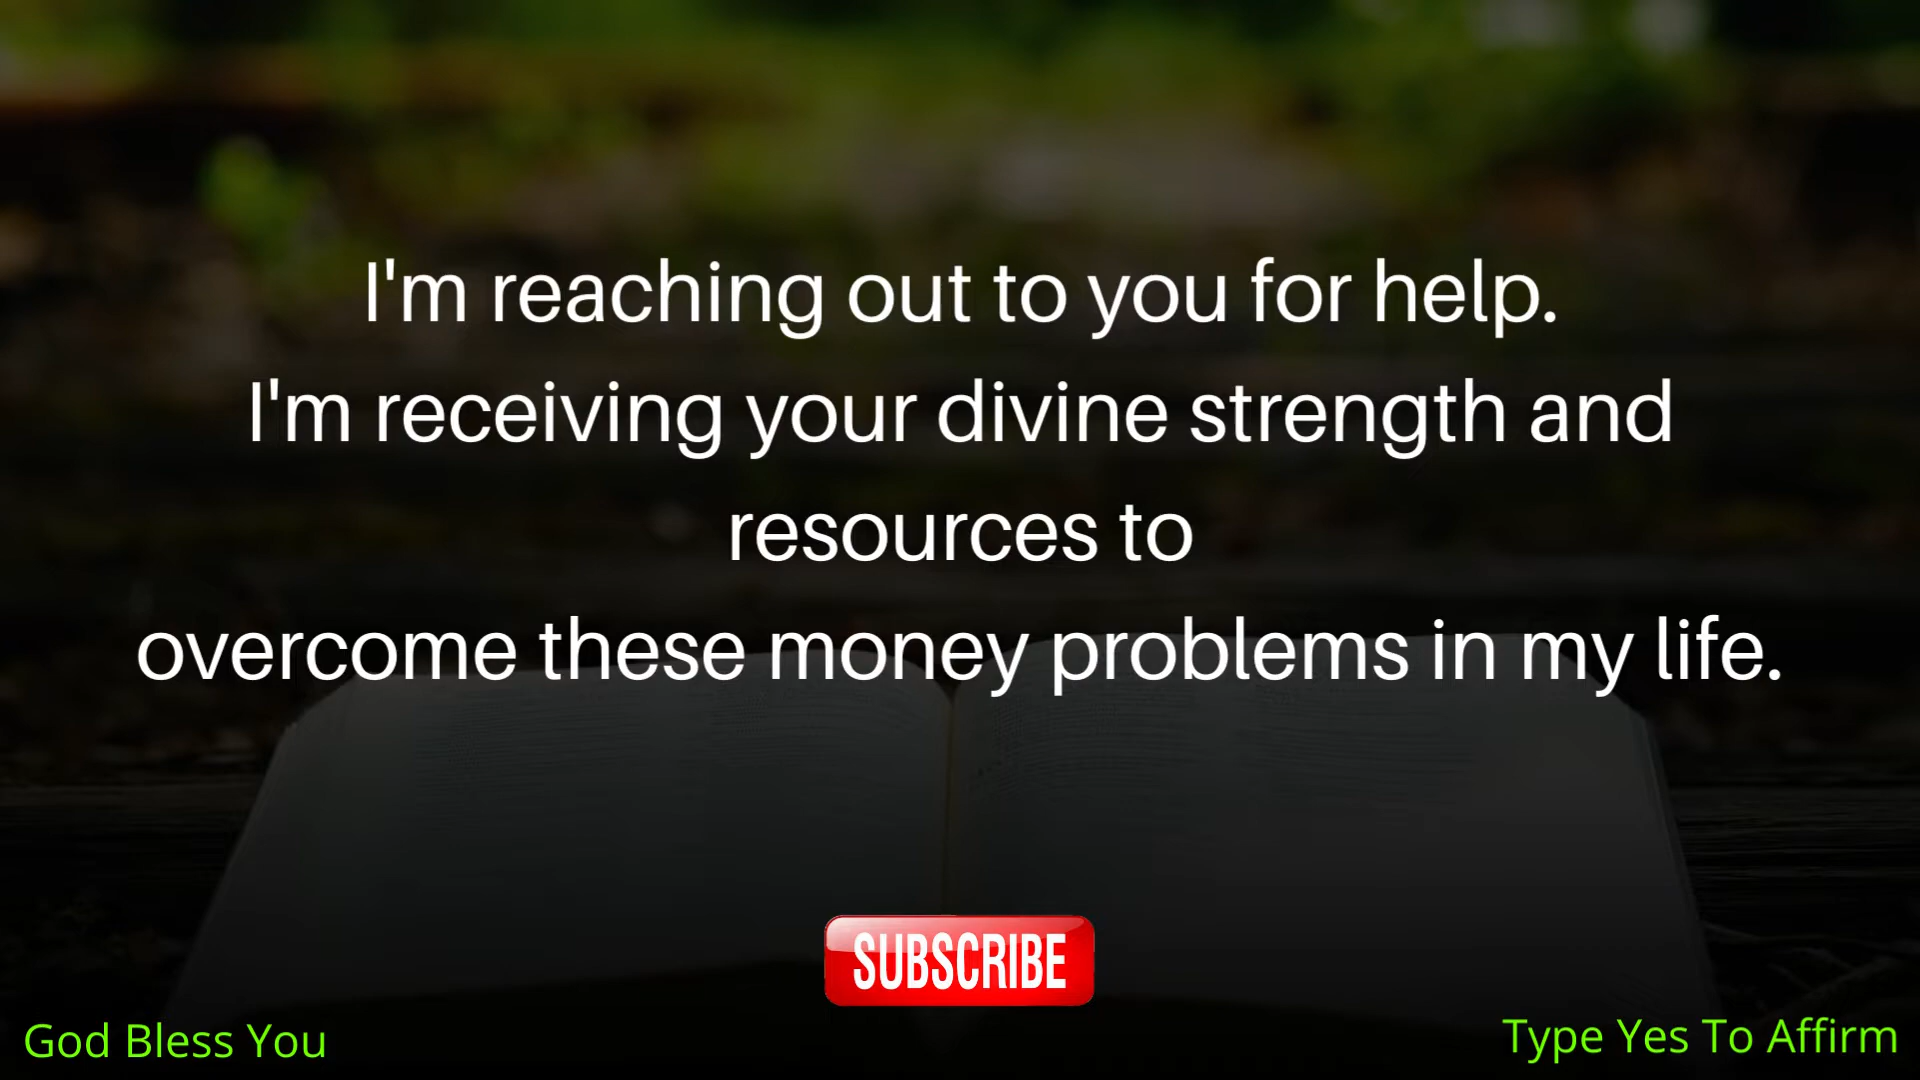 I'm reaching out to you for help.
I'm receiving your divine strength and
resources to
overcome these money problems in my life.
SUBSCRIBE
God Bless You
Type Yes To Affirm